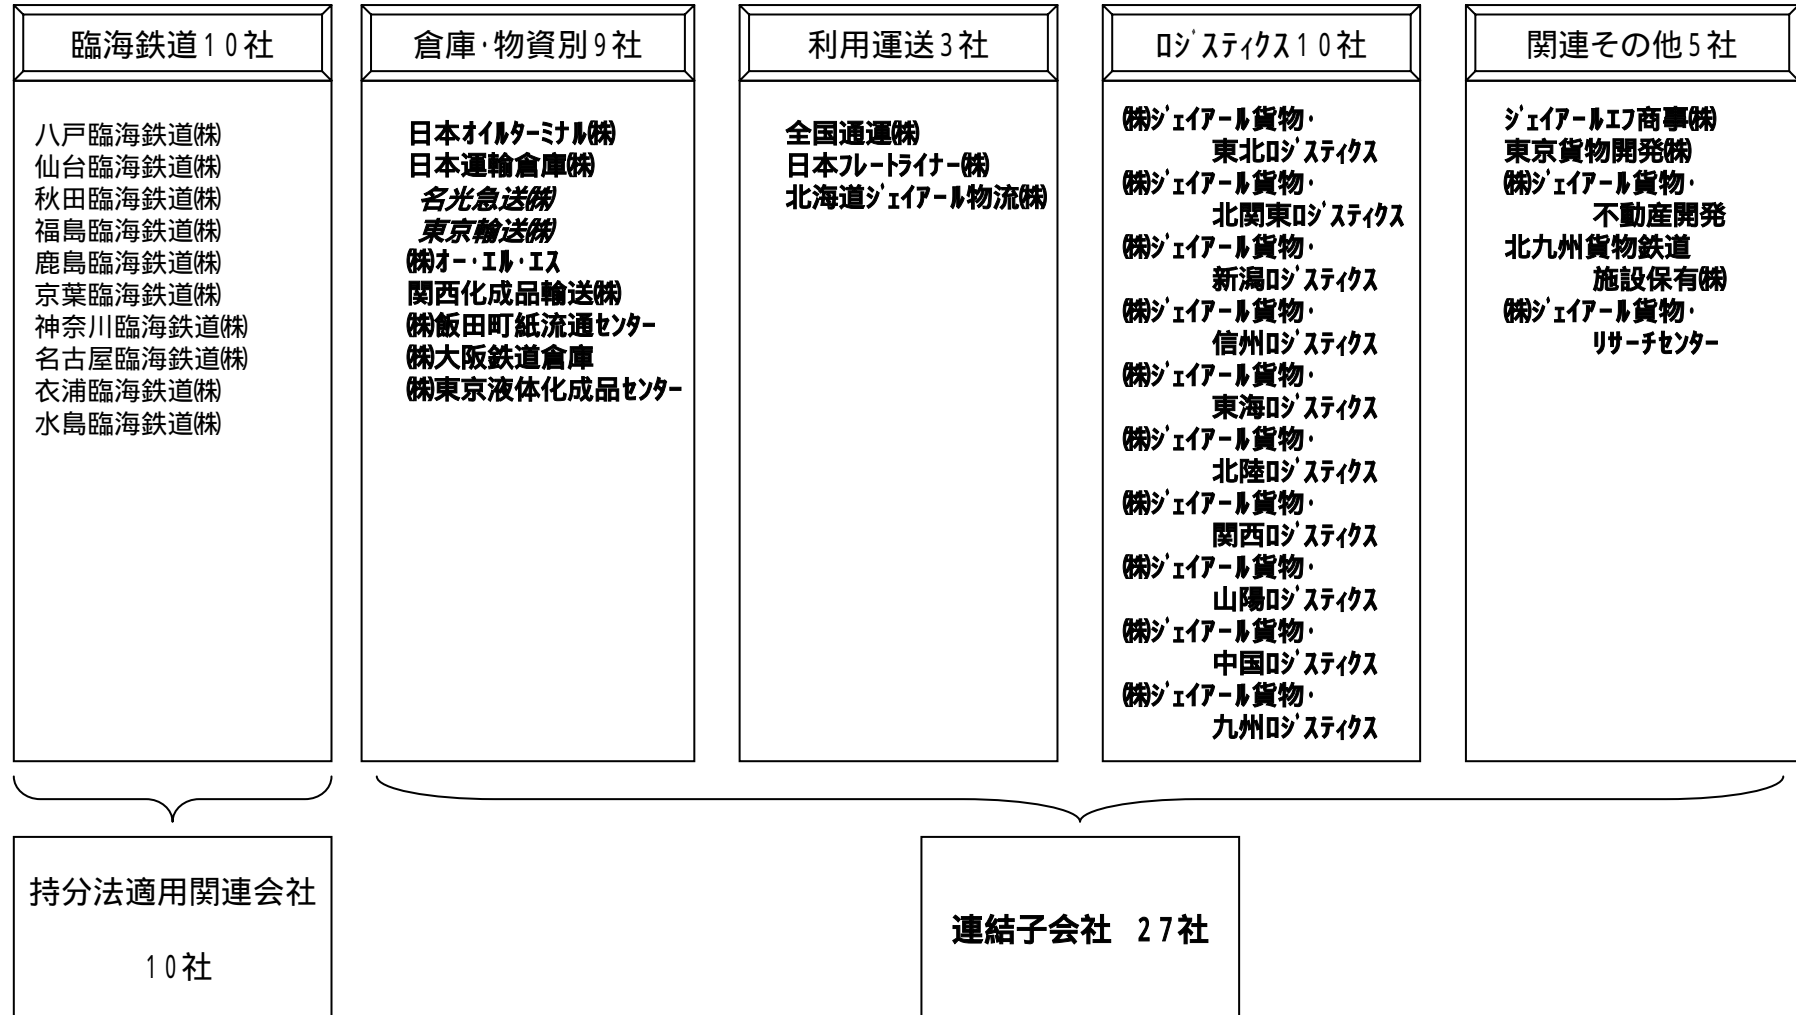 臨海鉄道10社
八戸臨海鉄道㈱
仙台臨海鉄道㈱
秋田臨海鉄道㈱
福島臨海鉄道㈱
鹿島臨海鉄道㈱
京葉臨海鉄道㈱
神奈川臨海鉄道㈱
名古屋臨海鉄道㈱
衣浦臨海鉄道㈱
水島臨海鉄道㈱
倉庫・物資別9社
日本ｵｲﾙﾀｰﾐﾅﾙ㈱
日本運輸倉庫㈱
名光急送㈱
東京輸送㈱
㈱ｵｰ・ｴﾙ・ｴｽ
関西化成品輸送㈱
㈱飯田町紙流通ｾﾝﾀｰ
㈱大阪鉄道倉庫
㈱東京液体化成品ｾﾝﾀｰ
利用運送3社
全国通運㈱
日本ﾌﾚｰﾄﾗｲﾅｰ㈱
北海道ｼﾞｪｲｱｰﾙ物流㈱
ﾛｼﾞｽﾃｨｸｽ10社
㈱ｼﾞｪｲｱｰﾙ貨物・
東北ﾛｼﾞｽﾃｨｸｽ
㈱ｼﾞｪｲｱｰﾙ貨物・
北関東ﾛｼﾞｽﾃｨｸｽ
㈱ｼﾞｪｲｱｰﾙ貨物・
新潟ﾛｼﾞｽﾃｨｸｽ
㈱ｼﾞｪｲｱｰﾙ貨物・
信州ﾛｼﾞｽﾃｨｸｽ
㈱ｼﾞｪｲｱｰﾙ貨物・
東海ﾛｼﾞｽﾃｨｸｽ
㈱ｼﾞｪｲｱｰﾙ貨物・
北陸ﾛｼﾞｽﾃｨｸｽ
㈱ｼﾞｪｲｱｰﾙ貨物・
関西ﾛｼﾞｽﾃｨｸｽ
㈱ｼﾞｪｲｱｰﾙ貨物・
山陽ﾛｼﾞｽﾃｨｸｽ
㈱ｼﾞｪｲｱｰﾙ貨物・
中国ﾛｼﾞｽﾃｨｸｽ
㈱ｼﾞｪｲｱｰﾙ貨物・
九州ﾛｼﾞｽﾃｨｸｽ
関連その他5社
ｼﾞｪｲｱｰﾙｴﾌ商事㈱
東京貨物開発㈱
㈱ｼﾞｪｲｱｰﾙ貨物・
不動産開発
北九州貨物鉄道
施設保有㈱
㈱ｼﾞｪｲｱｰﾙ貨物・
ﾘｻｰﾁｾﾝﾀｰ
持分法適用関連会社
10社
連結子会社 27社